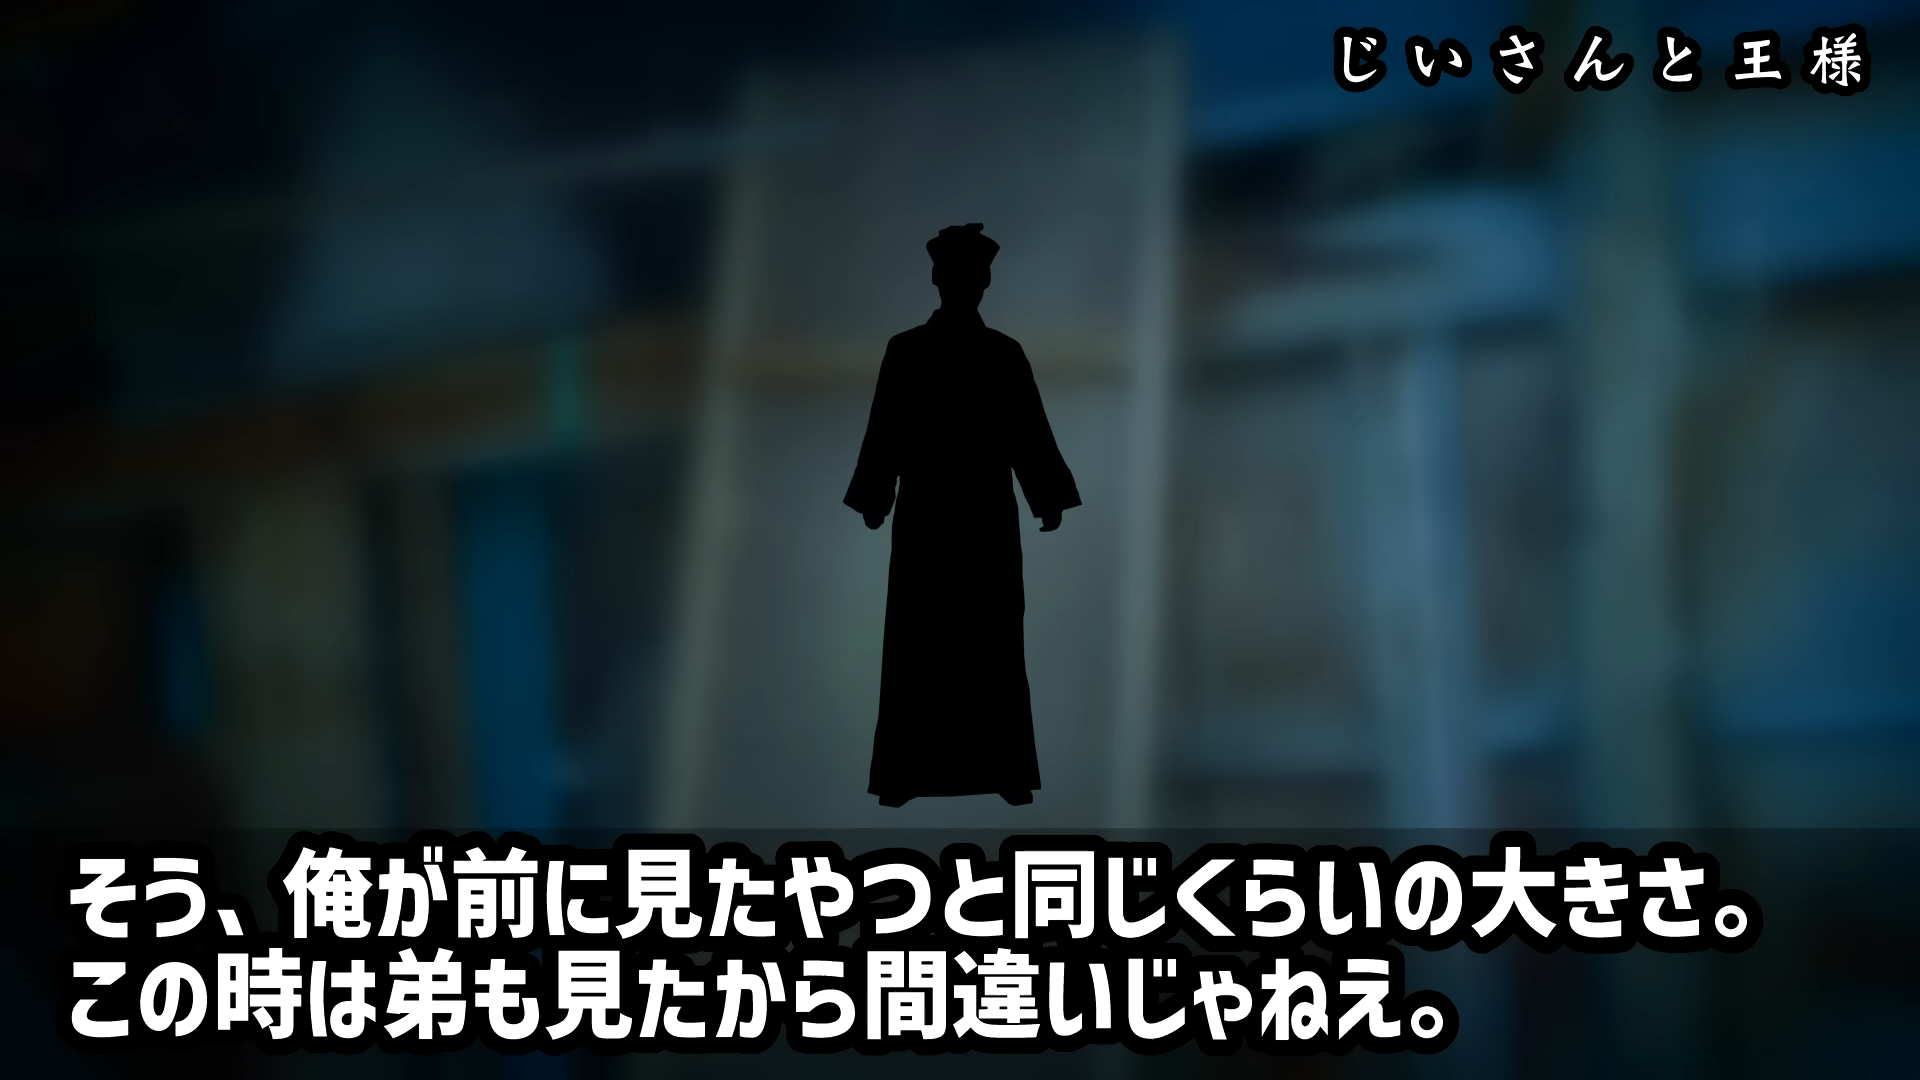 じいさんと王様
そう、俺が前に見たやつと同じくらいの大きさ。
この時は弟も見たから間違いじゃねえ。